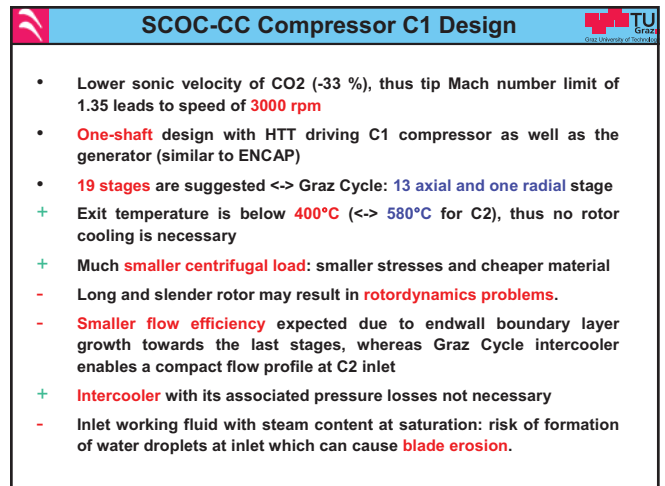 SCOC-CC Compressor C1 Design
TU
Graz
Graz University of Technology
• Lower sonic velocity of CO2 (-33 %), thus tip Mach number limit of
1.35 leads to speed of 3000 rpm
• One-shaft design with HTT driving C1 compressor as well as the
generator (similar to ENCAP)
• 19 stages are suggested <-> Graz Cycle: 13 axial and one radial stage
+ Exit temperature is below 400°C (<-> 580°C for C2), thus no rotor
cooling is necessary
+ Much smaller centrifugal load: smaller stresses and cheaper material
- Long and slender rotor may result in rotordynamics problems.
- Smaller flow efficiency expected due to endwall boundary layer
growth towards the last stages, whereas Graz Cycle intercooler
enables a compact flow profile at C2 inlet
+ Intercooler with its associated pressure losses not necessary
- Inlet working fluid with steam content at saturation: risk of formation
of water droplets at inlet which can cause blade erosion.